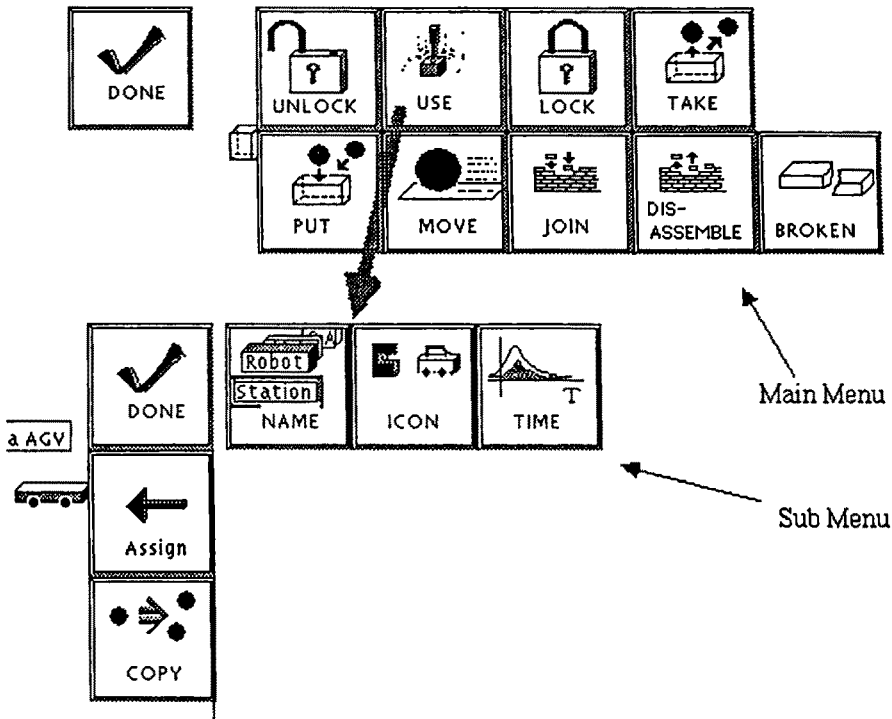 DONE
UNLOCK
USE
LOCK
TAKE
PUT
MOVE
JOIN
DIS-
ASSEMBLE
BROKEN
Main Menu
DONE
Robot
Station
NAME
ICON
T
TIME
Sub Menu
a AGV
Assign
COPY